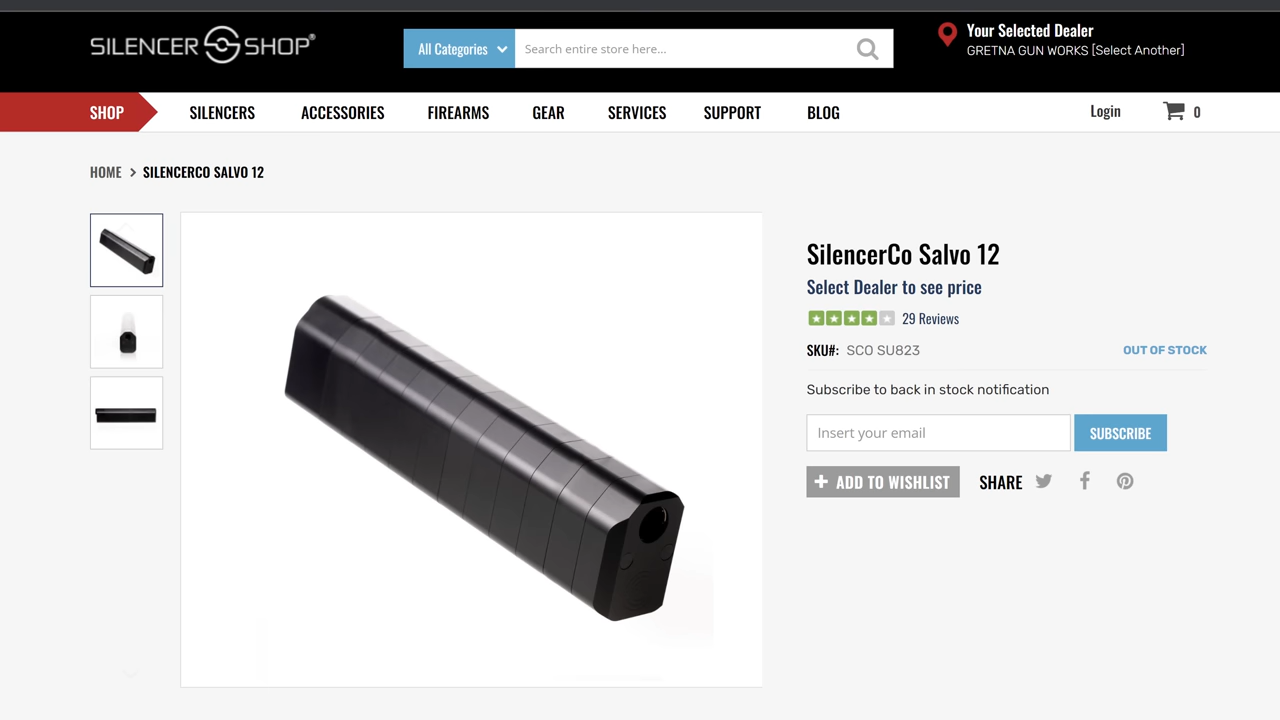 SILENCER SHOP®
All Categories
Search entire store here...
Your Selected Dealer
GRETNA GUN WORKS [Select Another]
SHOP
SILENCERS
ACCESSORIES
FIREARMS
GEAR
SERVICES
SUPPORT
BLOG
Login
0
HOME > SILENCERCO SALVO 12
SilencerCo Salvo 12
Select Dealer to see price
29 Reviews
SKU#: SCO SU823
OUT OF STOCK
Subscribe to back in stock notification
Insert your email
SUBSCRIBE
+ ADD TO WISHLIST
SHARE